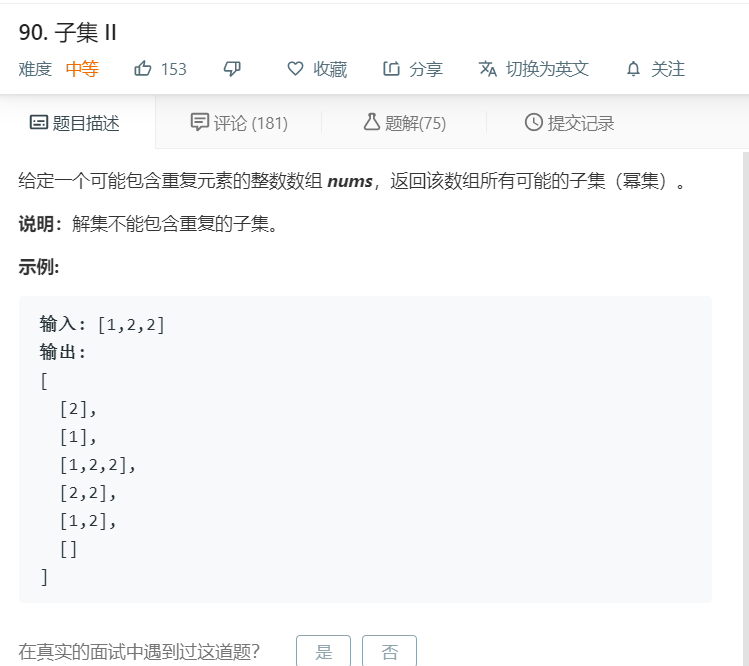 90. 子集 II
难度 中等 153 收藏 分享 切换为英文 关注
题目描述 评论 (181) 题解(75) 提交记录
给定一个可能包含重复元素的整数数组 nums，返回该数组所有可能的子集（幂集）。
说明：解集不能包含重复的子集。
示例:
输入: [1,2,2]
输出:
[
[2],
[1],
[1,2,2],
[2,2],
[1,2],
[]
]
在真实的面试中遇到过这道题？ 是 否